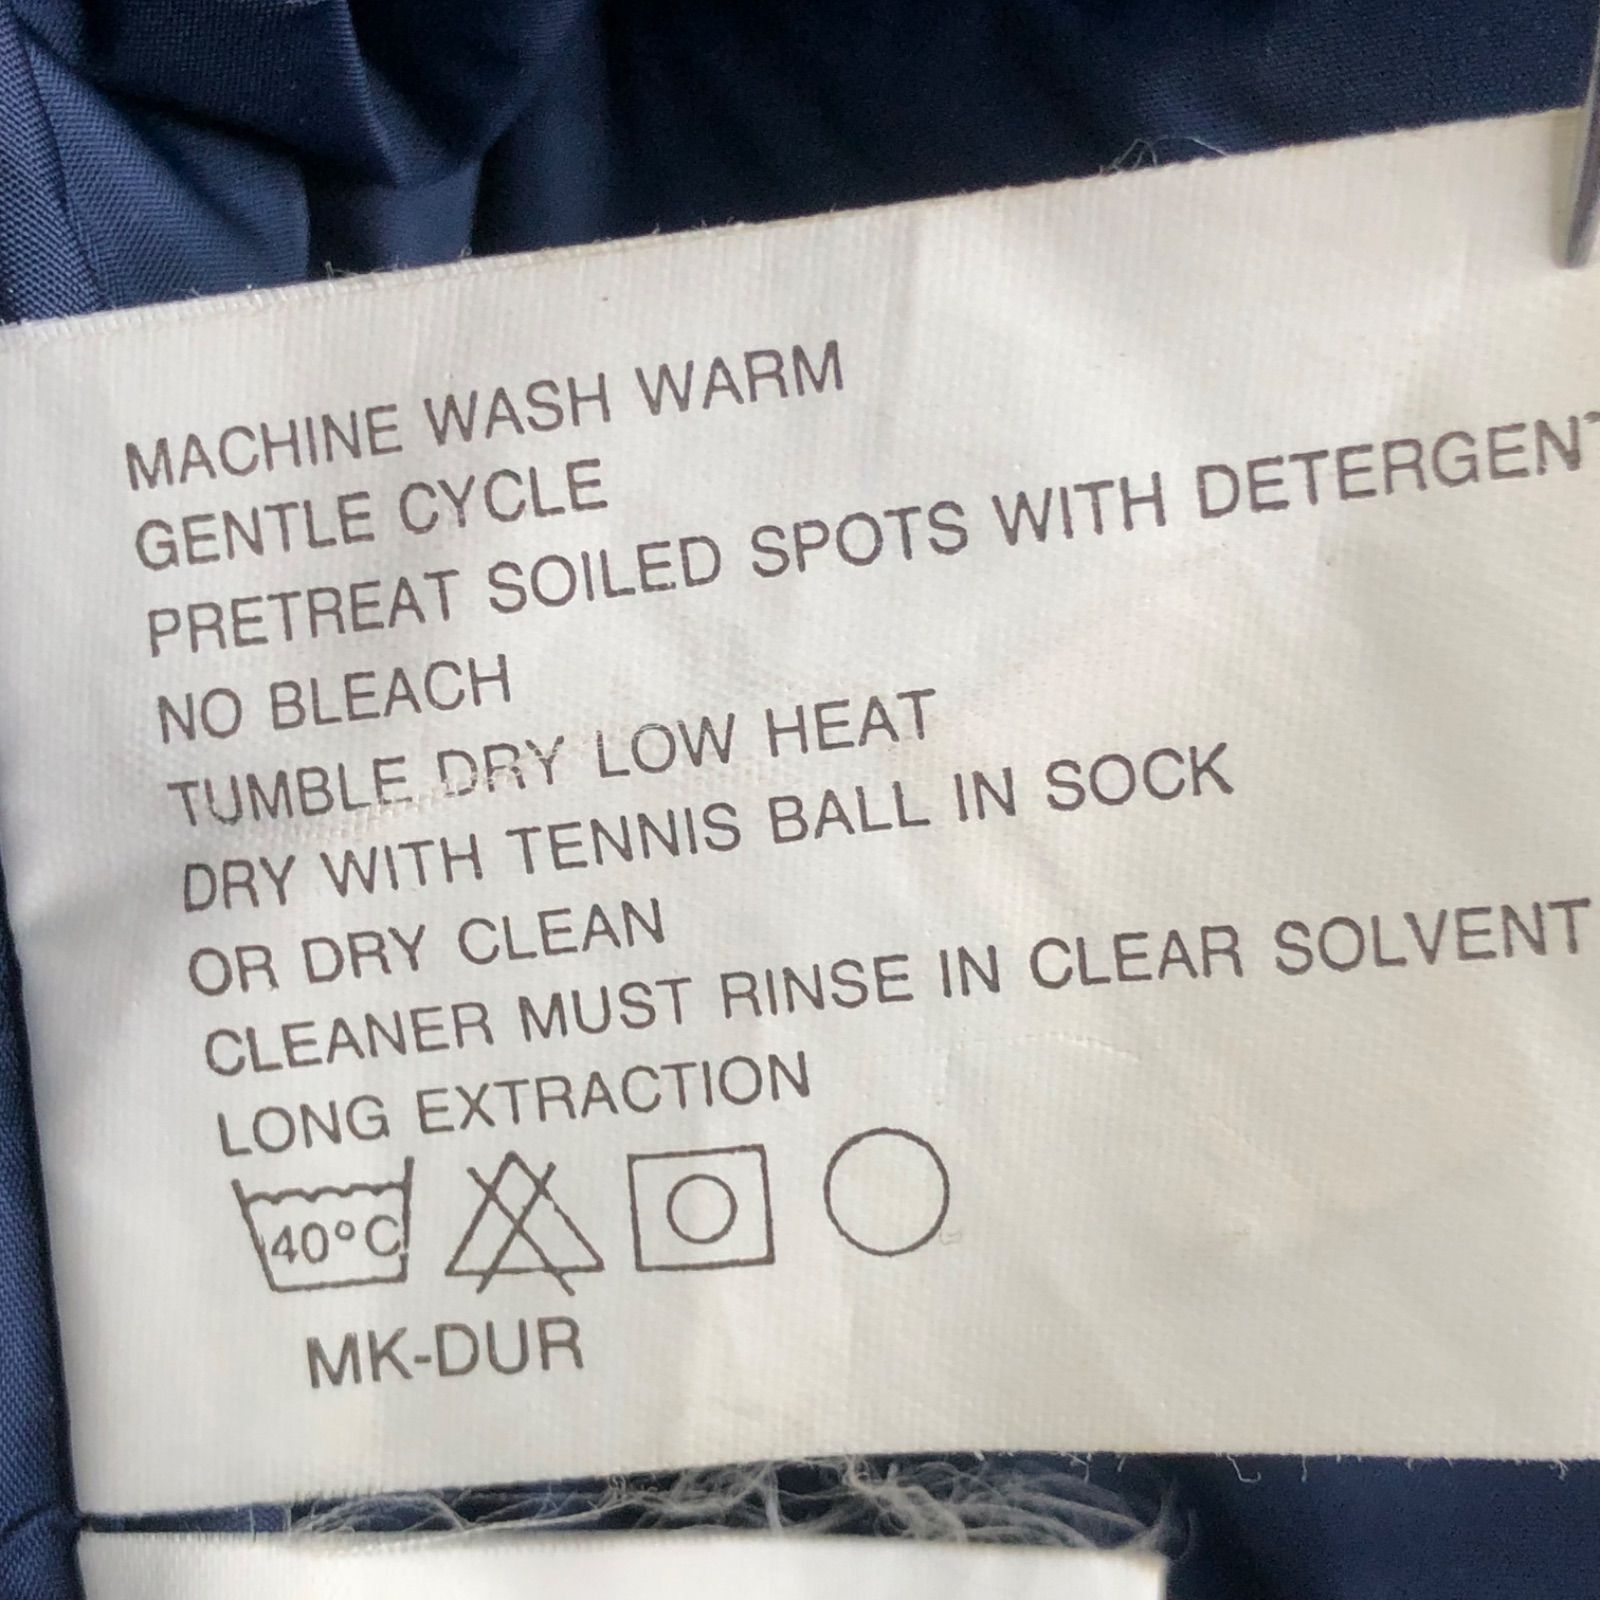 MACHINE WASH WARM
GENTLE CYCLE
PRETREAT SOILED SPOTS WITH DETERGENT
NO BLEACH
TUMBLE DRY LOW HEAT
DRY WITH TENNIS BALL IN SOCK
OR DRY CLEAN
CLEANER MUST RINSE IN CLEAR SOLVENT
LONG EXTRACTION
40°C
MK-DUR